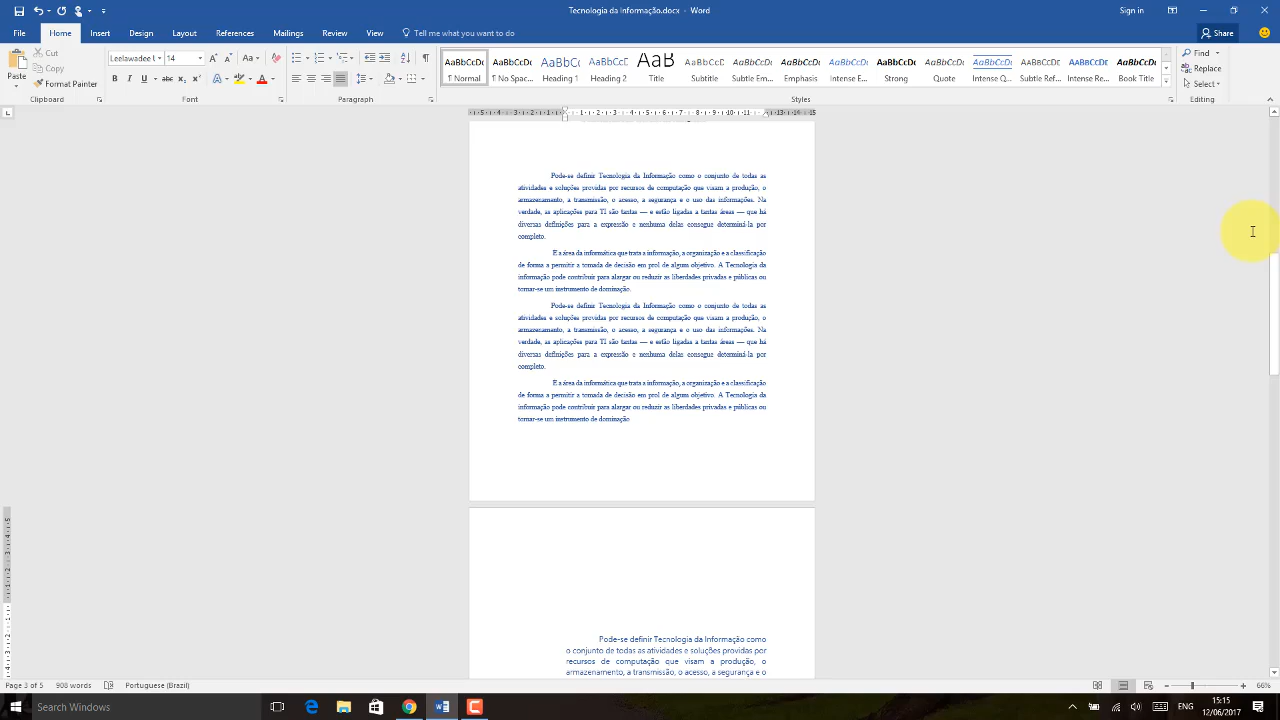 Tecnologia da Informação.docx - Word
Sign in
File Home Insert Design Layout References Mailings Review View Tell me what you want to do
Share
Cut
Copy
Format Painter
Paste
Clipboard
Leelawadee 14
Font
Paragraph
AaBbCcDc AaBbCcDc AaBbCc AaBbCcC AaB AaBbCcD AaBbCcDc AaBbCcDc AaBbCcDc AaBbCcDc AaBbCcDc AaBbCcDc AaBbCcDc AaBbCcDc AaBbCcDc
¶ Normal ¶ No Spac... Heading 1 Heading 2 Title Subtitle Subtle Em... Emphasis Intense E... Strong Quote Intense Q... Subtle Ref... Intense Re... Book Title
Styles
Find
Replace
Select
Editing
Pode-se definir Tecnologia da Informação como o conjunto de todas as
atividades e soluções providas por recursos de computação que visam a produção, o
armazenamento, a transmissão, o acesso, a segurança e o uso das informações. Na
verdade, as aplicações para TI são tantas — e estão ligadas a tantas áreas — que há
diversas definições para a expressão e nenhuma delas consegue determiná-la por
completo.
É a área da informática que trata a informação, a organização e a classificação
de forma a permitir a tomada de decisão em prol de algum objetivo. A Tecnologia da
informação pode contribuir para alargar ou reduzir as liberdades privadas e públicas ou
tornar-se um instrumento de dominação.
Pode-se definir Tecnologia da Informação como o conjunto de todas as
atividades e soluções providas por recursos de computação que visam a produção, o
armazenamento, a transmissão, o acesso, a segurança e o uso das informações. Na
verdade, as aplicações para TI são tantas — e estão ligadas a tantas áreas — que há
diversas definições para a expressão e nenhuma delas consegue determiná-la por
completo.
É a área da informática que trata a informação, a organização e a classificação
de forma a permitir a tomada de decisão em prol de algum objetivo. A Tecnologia da
informação pode contribuir para alargar ou reduzir as liberdades privadas e públicas ou
tornar-se um instrumento de dominação
Pode-se definir Tecnologia da Informação como
o conjunto de todas as atividades e soluções providas por
recursos de computação que visam a produção, o
armazenamento, a transmissão, o acesso, a segurança e o
Page 3 of 5 908 words Portuguese (Brazil)
66%
Search Windows
ENG
15:15
12/06/2017